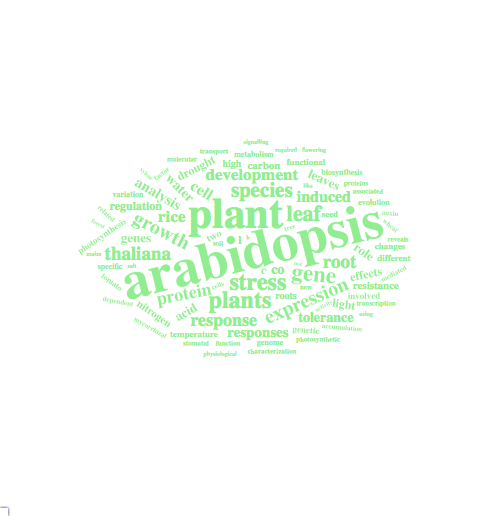 signalling
transport metabolism required flowering
molecular high carbon functional
drought biosynthesis
water cell development leaves proteins
analysis species induced like associated
variation regulation rice plant leaf seed evolution auxin
related growth role wheat
photosynthesis genes two arabidopsis changes reveals
thaliana l k tree root different
maize specific salt c co gene effects mediated
tomato protein cells stress new resistance
dependent nitrogen plants roots expression light involved
acid transcription
mycorrhizal response tolerance using
temperature responses genetic accumulation
stomatal function genome photosynthetic
physiological characterization